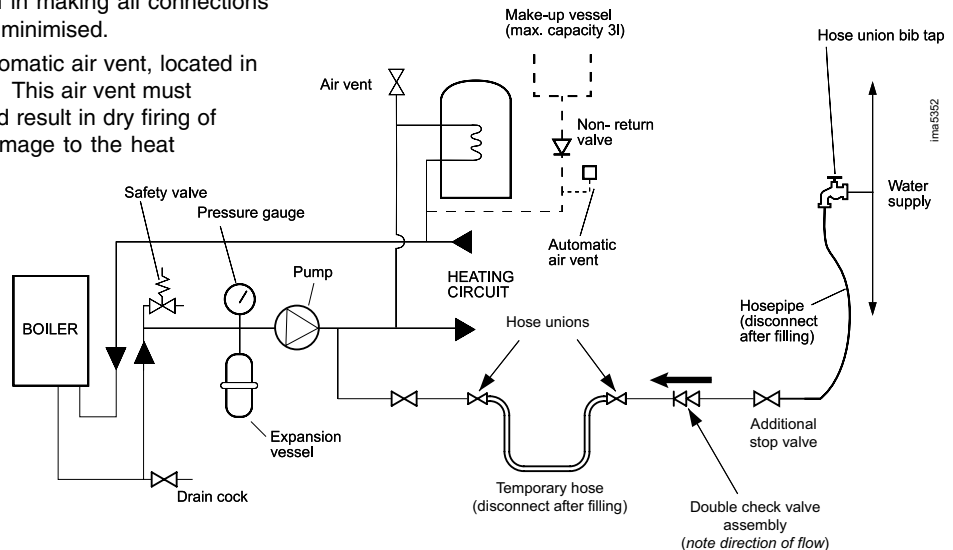 in making all connections
minimised.
omatic air vent, located in
This air vent must
d result in dry firing of
mage to the heat
Make-up vessel
(max. capacity 3l)
Hose union bib tap
Air vent
Non- return
valve
ima5352
Safety valve
Pressure gauge
Water
supply
Automatic
air vent
Pump
HEATING
CIRCUIT
BOILER
Hose unions
Hosepipe
(disconnect
after filling)
Expansion
vessel
Additional
stop valve
Drain cock
Temporary hose
(disconnect after filling)
Double check valve
assembly
(note direction of flow)